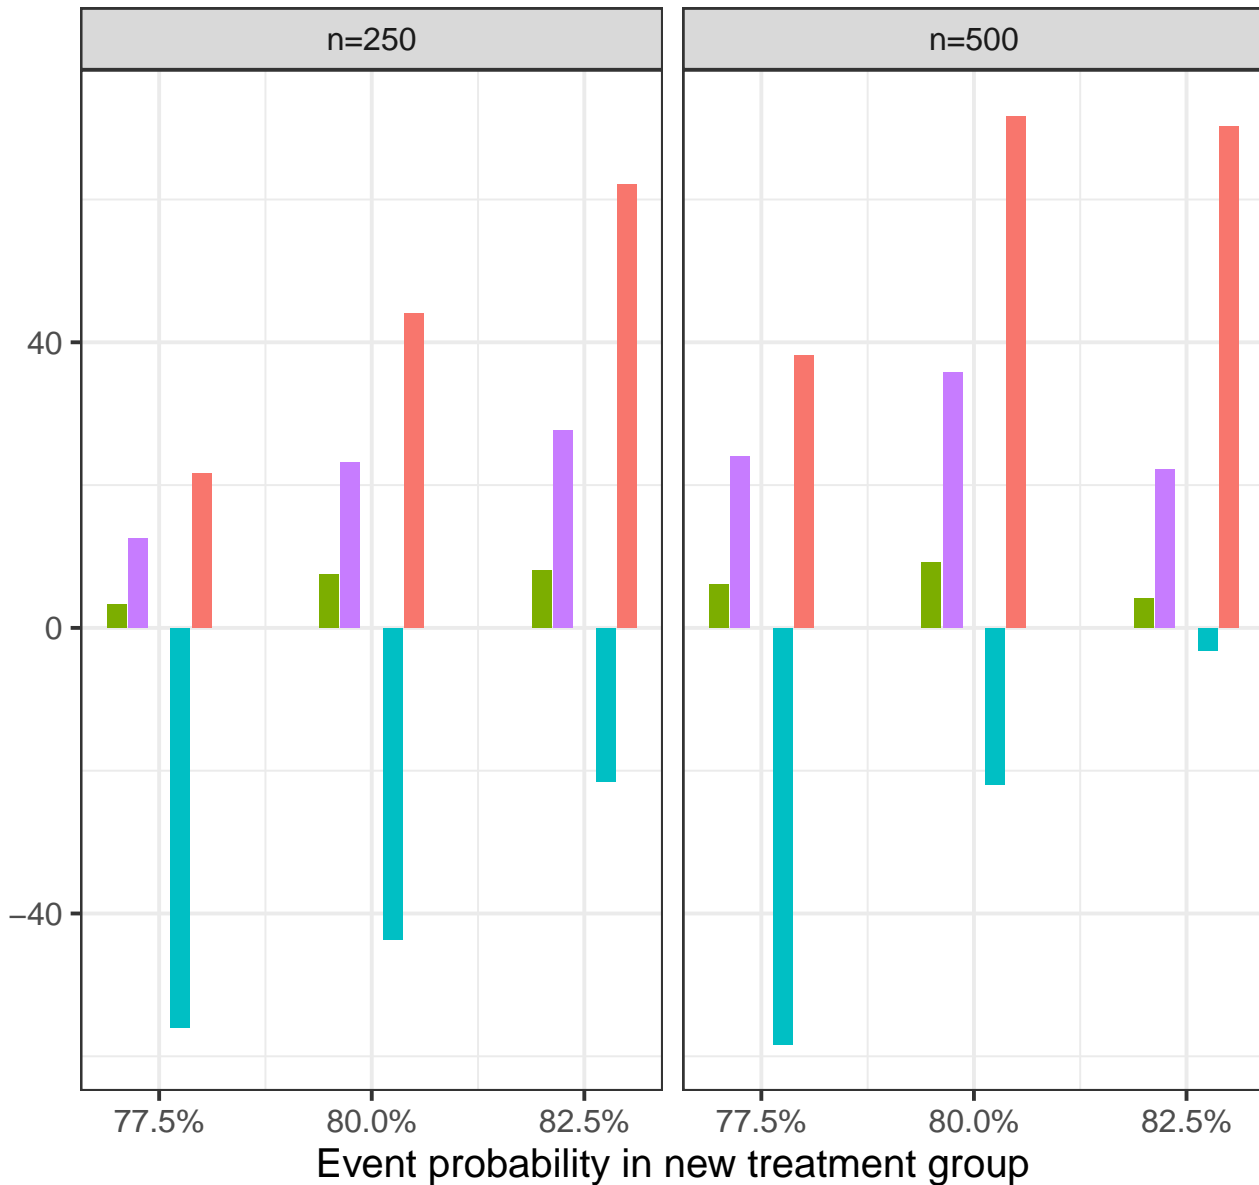 n=250 n=500
40
0
−40
77.5% 80.0% 82.5% 77.5% 80.0% 82.5%
Event probability in new treatment group